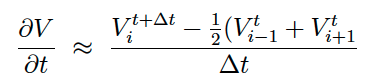 ∂V/∂t ≈ (V_i^{t+Δt} − ½(V_{i−1}^t + V_{i+1}^t)/Δt